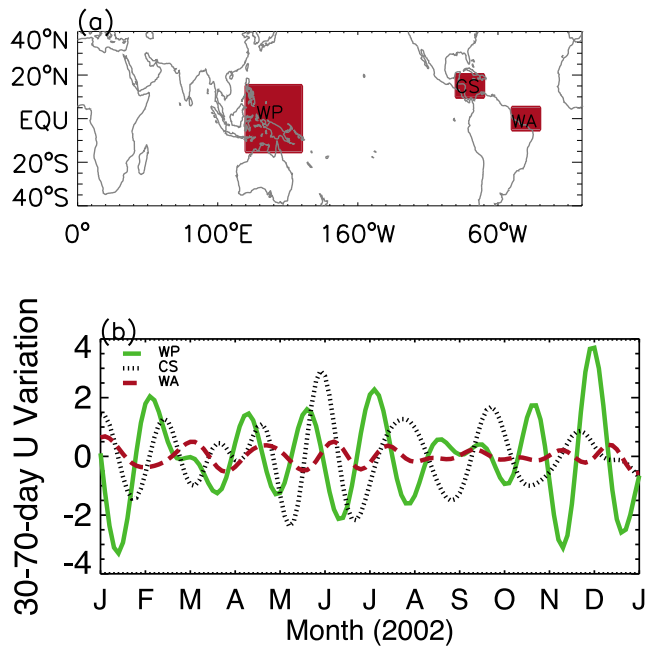 (a)
40°N
20°N
EQU
20°S
40°S
WP
CS
WA
0° 100°E 160°W 60°W
(b)
30-70-day U Variation
4
2
0
-2
-4
WP
CS
WA
J F M A M J J A S O N D J
Month (2002)